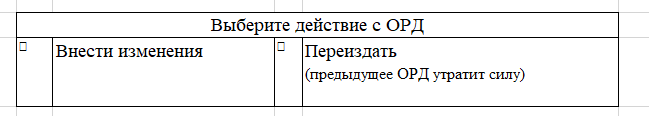 Выберите действие с ОРД
Внести изменения
Переиздать
(предыдущее ОРД утратит силу)